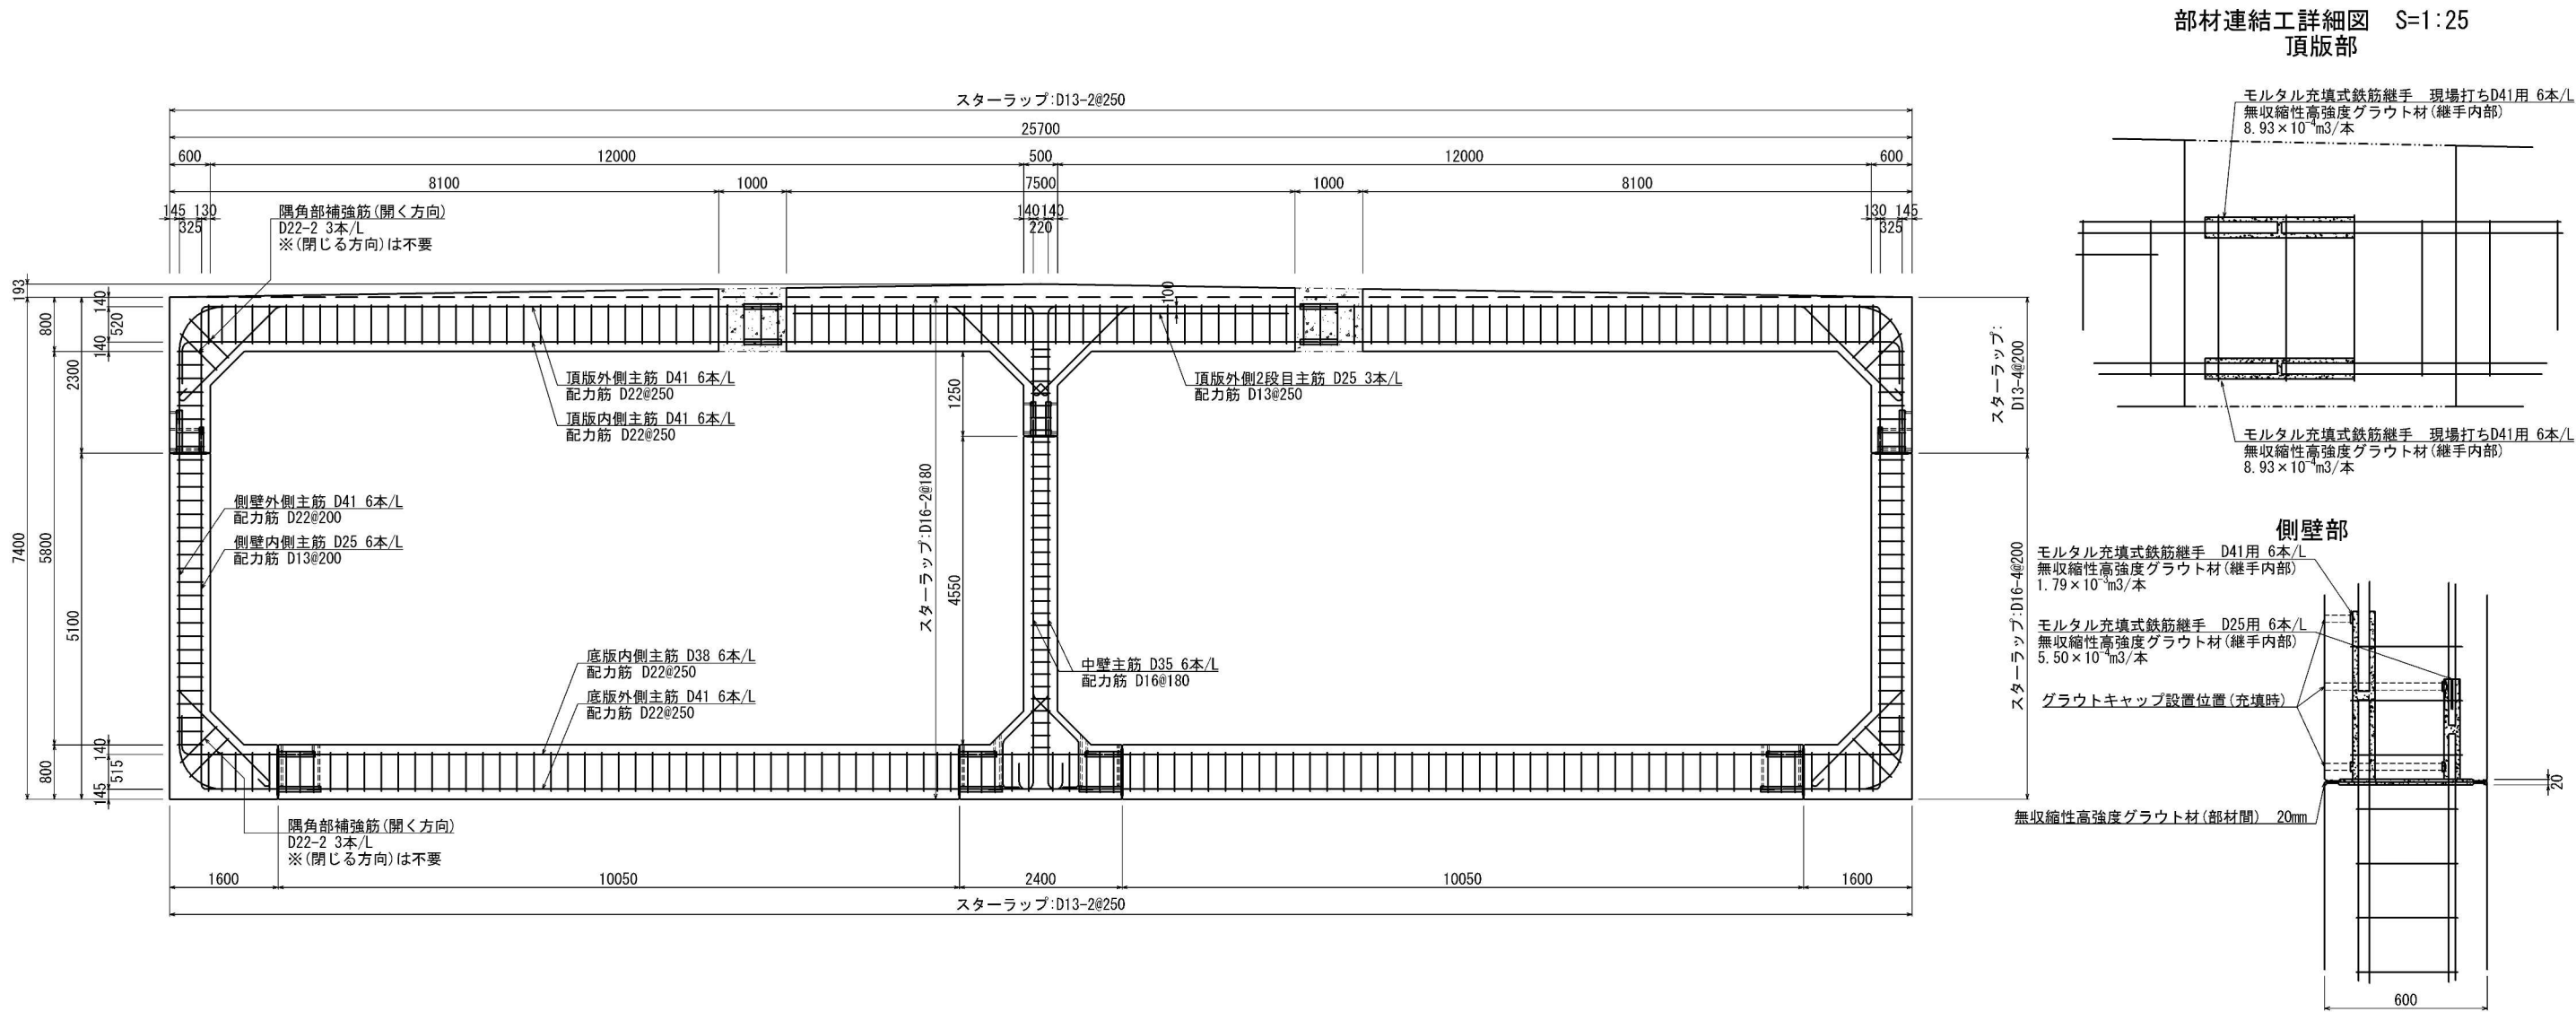 部材連結工詳細図 S=1:25
頂版部
スターラップ:D13-2@250
25700
600
12000
500
12000
600
8100
1000
7500
1000
8100
145
130
325
140
140
220
130
145
325
隅角部補強筋(開く方向)
D22-2 3本/L
※(閉じる方向)は不要
193
140
800
520
140
2300
7400
5800
5100
140
800
515
145
100
頂版外側主筋 D41 6本/L
配力筋 D22@250
頂版内側主筋 D41 6本/L
配力筋 D22@250
頂版外側2段目主筋 D25 3本/L
配力筋 D13@250
1250
4550
スターラップ:D16-2@180
スターラップ:
D13-4@200
スターラップ:D16-4@200
側壁外側主筋 D41 6本/L
配力筋 D22@200
側壁内側主筋 D25 6本/L
配力筋 D13@200
底版内側主筋 D38 6本/L
配力筋 D22@250
底版外側主筋 D41 6本/L
配力筋 D22@250
中壁主筋 D35 6本/L
配力筋 D16@180
隅角部補強筋(開く方向)
D22-2 3本/L
※(閉じる方向)は不要
1600
10050
2400
10050
1600
スターラップ:D13-2@250
モルタル充填式鉄筋継手 現場打ちD41用 6本/L
無収縮性高強度グラウト材(継手内部)
8.93×10⁻⁴m3/本
モルタル充填式鉄筋継手 現場打ちD41用 6本/L
無収縮性高強度グラウト材(継手内部)
8.93×10⁻⁴m3/本
側壁部
モルタル充填式鉄筋継手 D41用 6本/L
無収縮性高強度グラウト材(継手内部)
1.79×10⁻³m3/本
モルタル充填式鉄筋継手 D25用 6本/L
無収縮性高強度グラウト材(継手内部)
5.50×10⁻⁴m3/本
グラウトキャップ設置位置(充填時)
無収縮性高強度グラウト材(部材間) 20mm
20
600